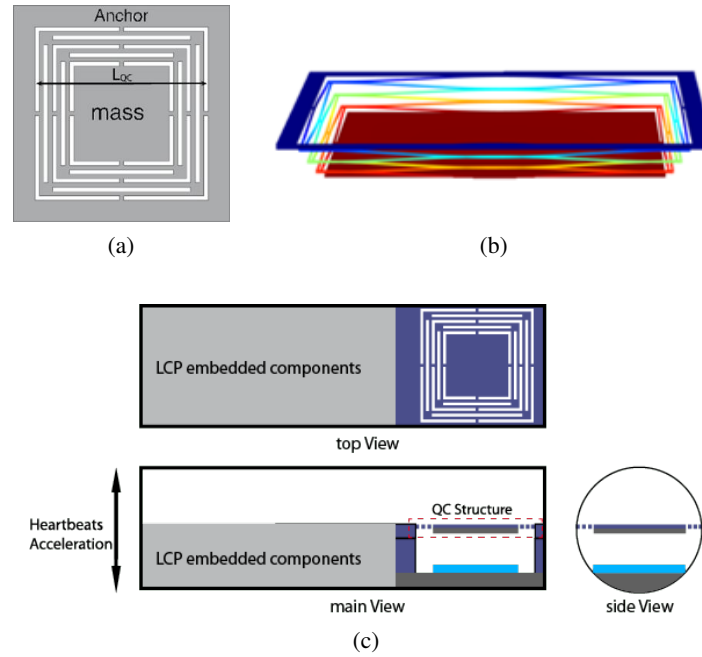 Anchor
L_QC
mass
(a)
(b)
LCP embedded components
top View
Heartbeats
Acceleration
QC Structure
LCP embedded components
main View
side View
(c)